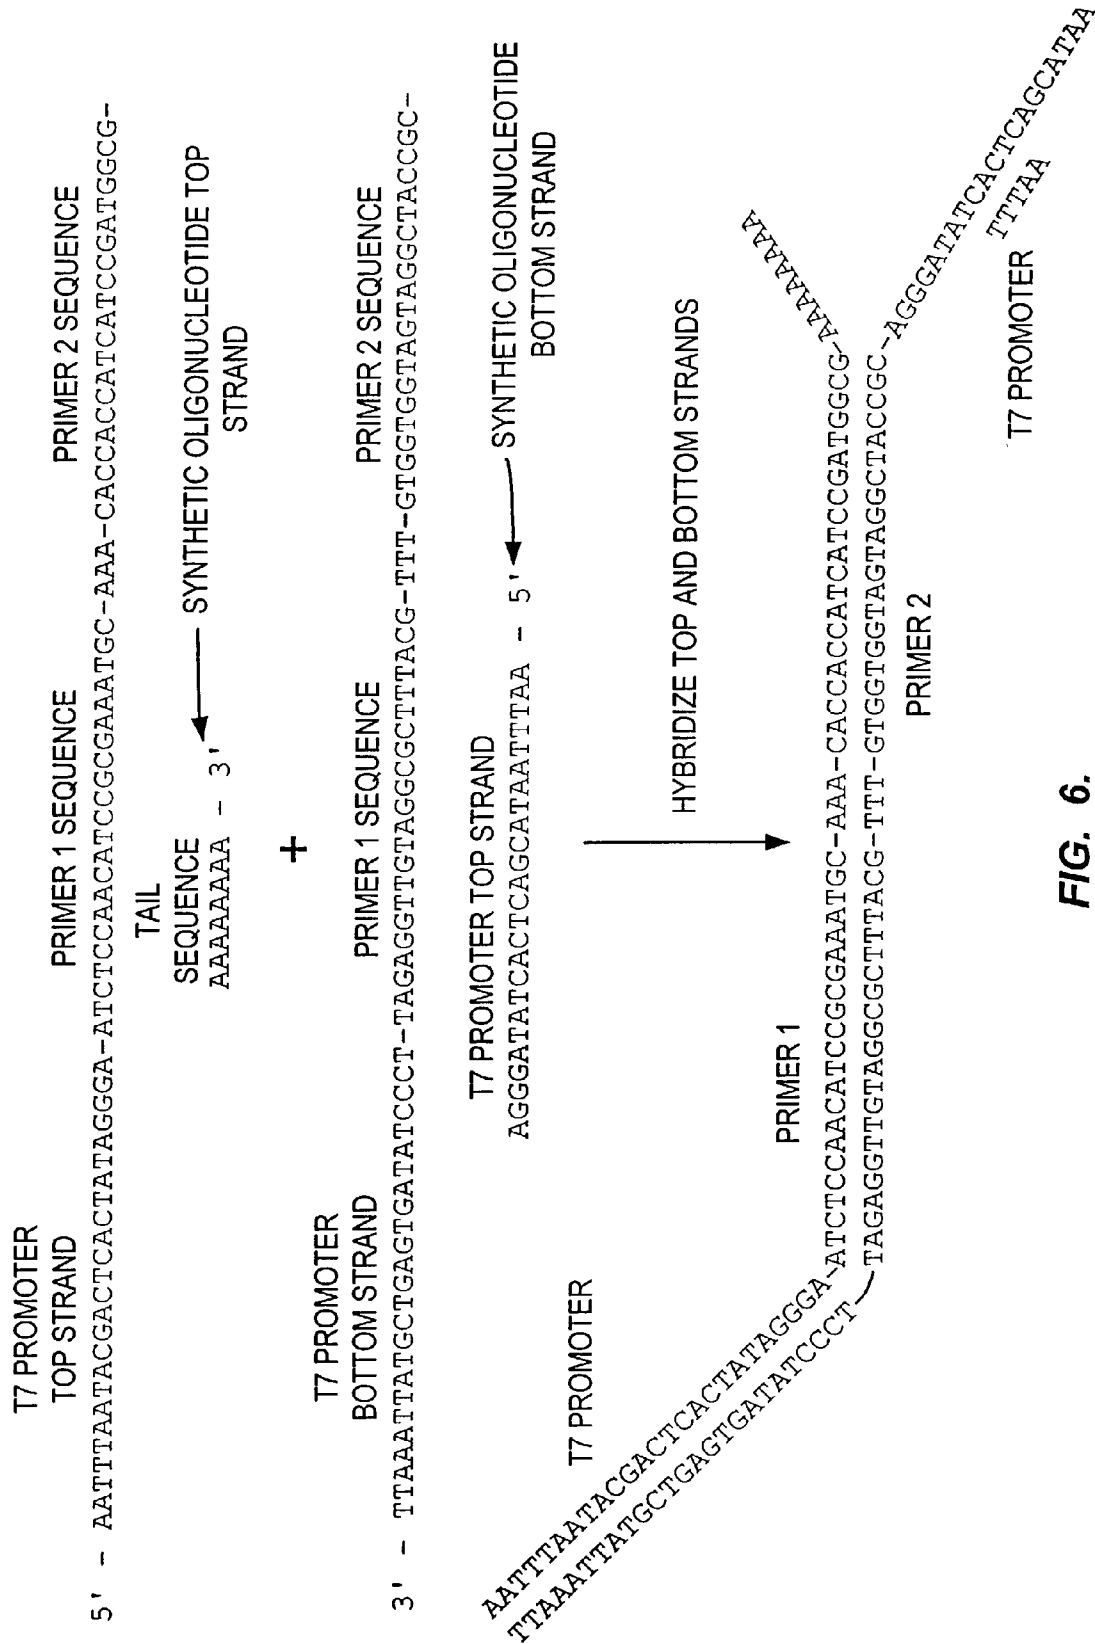 T7 PROMOTER
TOP STRAND
PRIMER 1 SEQUENCE
PRIMER 2 SEQUENCE
5' - AATTTAATACGACTCACTATAGGGA-ATCTCCAACATCCGCGAAATGC-AAA-CACCACCATCATCCGATGGCG-
TAIL
SEQUENCE
AAAAAAA - 3'
SYNTHETIC OLIGONUCLEOTIDE TOP
STRAND
+
T7 PROMOTER
BOTTOM STRAND
PRIMER 1 SEQUENCE
PRIMER 2 SEQUENCE
3' - TTAAATTATGCTGAGTGATATCCCT-TAGAGGTTGTAGGCGCTTTACG-TTT-GTGGTGGTAGTAGGCTACCGC-
T7 PROMOTER TOP STRAND
AGGGATATCACTCAGCATAATTTAA - 5'
SYNTHETIC OLIGONUCLEOTIDE
BOTTOM STRAND
HYBRIDIZE TOP AND BOTTOM STRANDS
T7 PROMOTER
AATTTAATACGACTCACTATAGGGA-ATCTCCAACATCCGCGAAATGC-AAA-CACCACCATCATCCGATGGCG-AAAAAAAAA
TTAAATTATGCTGAGTGATATCCCT TAGAGGTTGTAGGCGCTTTACG-TTT-GTGGTGGTAGTAGGCTACCGC-AGGGATATCACTCAGCATAA
TTTAA
PRIMER 1
PRIMER 2
T7 PROMOTER
FIG. 6.